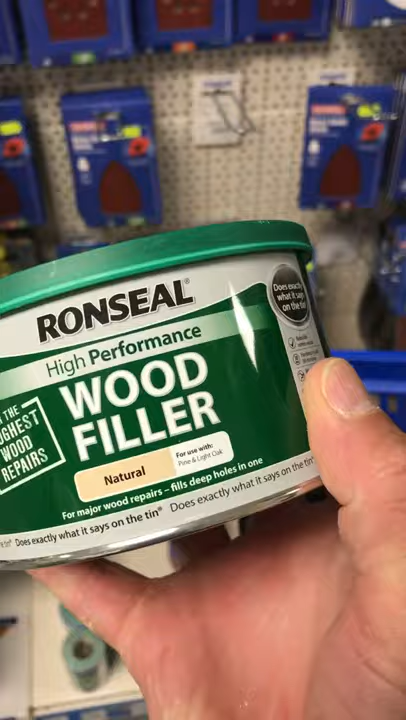 RONSEAL®
High Performance
WOOD
FILLER
THE
WOOD
REPAIRS
Natural
For use with:
Pine & Light Oak
For major wood repairs – fills deep holes in one
Does exactly what it says on the tin® Does exactly what it says on the tin®
Does exactly
what it says
on the tin